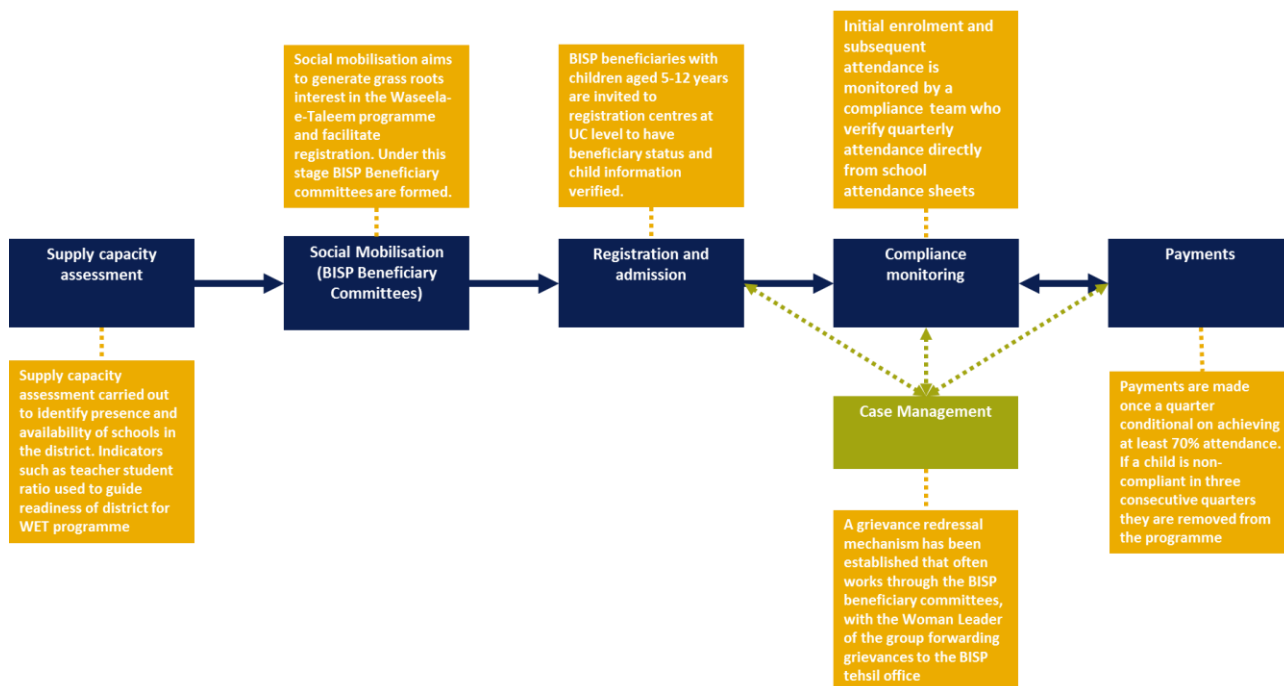 Social mobilisation aims
to generate grass roots
interest in the Waseela-
e-Taleem programme
and facilitate
registration. Under this
stage BISP Beneficiary
committees are formed.
BISP beneficiaries with
children aged 5-12 years
are invited to
registration centres at
UC level to have
beneficiary status and
child information
verified.
Initial enrolment and
subsequent
attendance is
monitored by a
compliance team who
verify quarterly
attendance directly
from school
attendance sheets
Supply capacity
assessment
Social Mobilisation
(BISP Beneficiary
Committees)
Registration and
admission
Compliance
monitoring
Payments
Supply capacity
assessment carried out
to identify presence and
availability of schools in
the district. Indicators
such as teacher student
ratio used to guide
readiness of district for
WET programme
Case Management
Payments are made
once a quarter
conditional on achieving
at least 70% attendance.
If a child is non-
compliant in three
consecutive quarters
they are removed from
the programme
A grievance redressal
mechanism has been
established that often
works through the BISP
beneficiary committees,
with the Woman Leader
of the group forwarding
grievances to the BISP
tehsil office